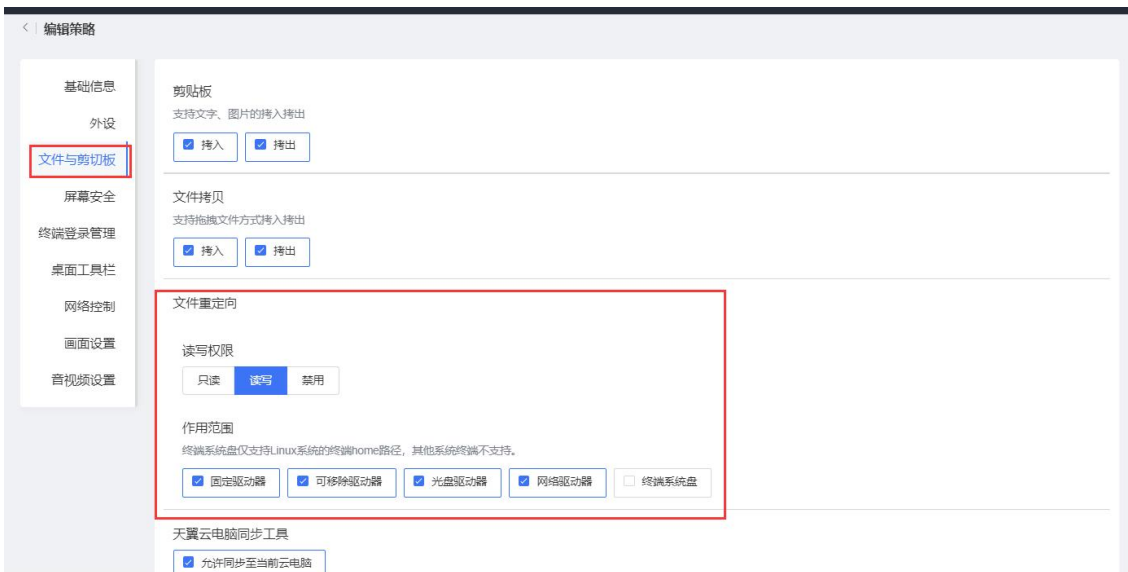 编辑策略
基础信息
外设
文件与剪切板
屏幕安全
终端登录管理
桌面工具栏
网络控制
画面设置
音视频设置
剪贴板
支持文字、图片的拷入拷出
拷入 拷出
文件拷贝
支持拖拽文件方式拷入拷出
拷入 拷出
文件重定向
读写权限
只读 读写 禁用
作用范围
终端系统盘仅支持Linux系统的终端home路径，其他系统终端不支持。
固定驱动器 可移除驱动器 光盘驱动器 网络驱动器 终端系统盘
天翼云电脑同步工具
允许同步至当前云电脑